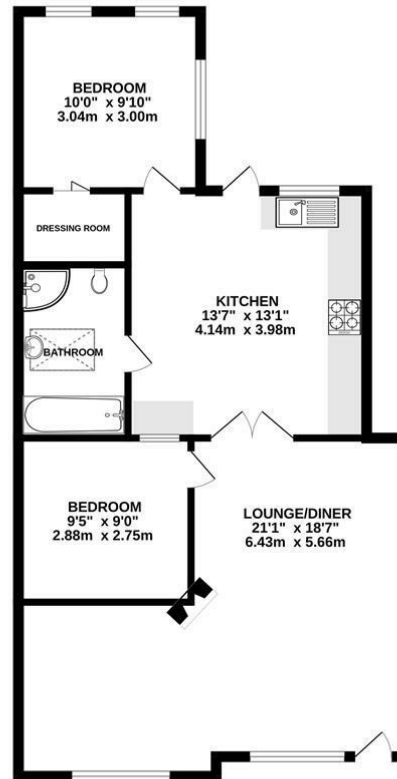 BEDROOM
10'0" x 9'10"
3.04m x 3.00m
DRESSING ROOM
KITCHEN
13'7" x 13'1"
4.14m x 3.98m
BATHROOM
BEDROOM
9'5" x 9'0"
2.88m x 2.75m
LOUNGE/DINER
21'1" x 18'7"
6.43m x 5.66m